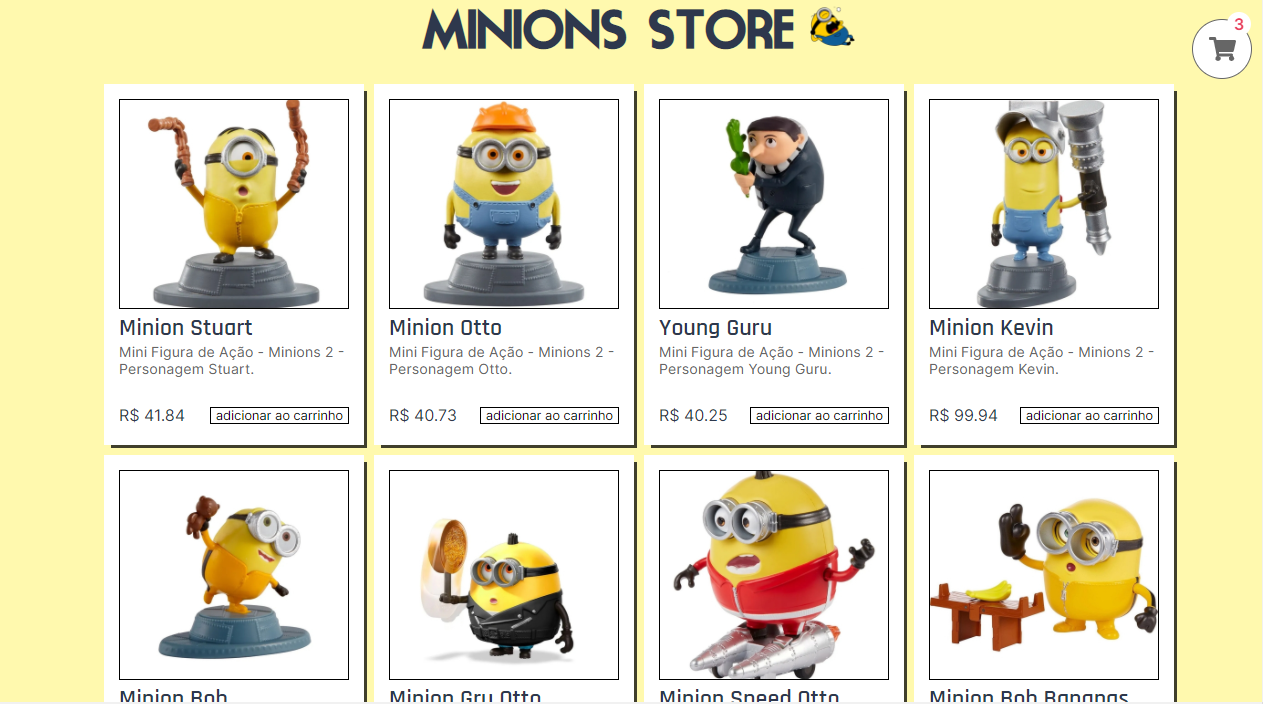 MINIONS STORE
3
Minion Stuart
Mini Figura de Ação - Minions 2 -
Personagem Stuart.
R$ 41.84
adicionar ao carrinho
Minion Otto
Mini Figura de Ação - Minions 2 -
Personagem Otto.
R$ 40.73
adicionar ao carrinho
Young Guru
Mini Figura de Ação - Minions 2 -
Personagem Young Guru.
R$ 40.25
adicionar ao carrinho
Minion Kevin
Mini Figura de Ação - Minions 2 -
Personagem Kevin.
R$ 99.94
adicionar ao carrinho
Minion Bob
Minion Gru Otto
Minion Speed Otto
Minion Bob Bananas